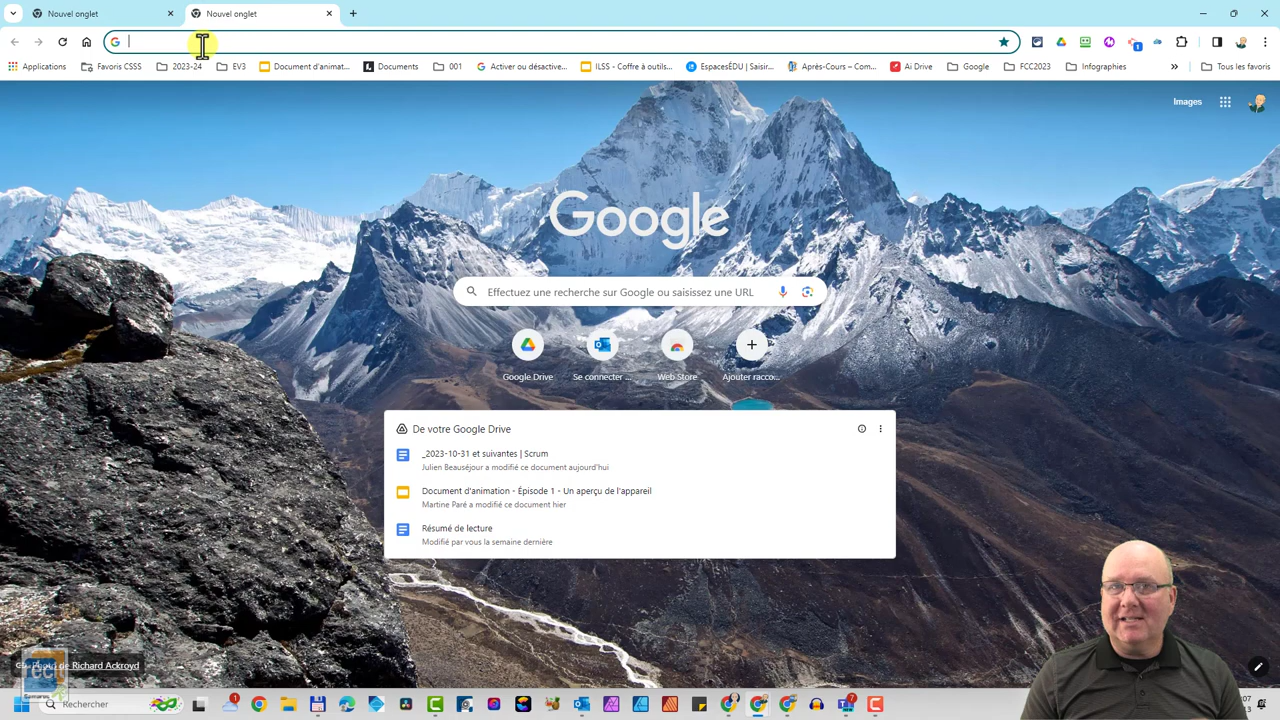 Nouvel onglet
Nouvel onglet
Applications
Favoris CSSS
2023-24
EV3
Document d'animat...
Documents
001
Activer ou désactive...
ILSS - Coffre à outils...
EspacesÉDU | Saisir...
Après-Cours – Com...
Ai Drive
Google
FCC2023
Infographies
»
Tous les favoris
Images
Google
Effectuez une recherche sur Google ou saisissez une URL
Google Drive
Se connecter ...
Web Store
Ajouter racco...
De votre Google Drive
_2023-10-31 et suivantes | Scrum
Julien Beauséjour a modifié ce document aujourd'hui
Document d'animation - Épisode 1 - Un aperçu de l'appareil
Martine Paré a modifié ce document hier
Résumé de lecture
Modifié par vous la semaine dernière
Photo de Richard Ackroyd
Rechercher